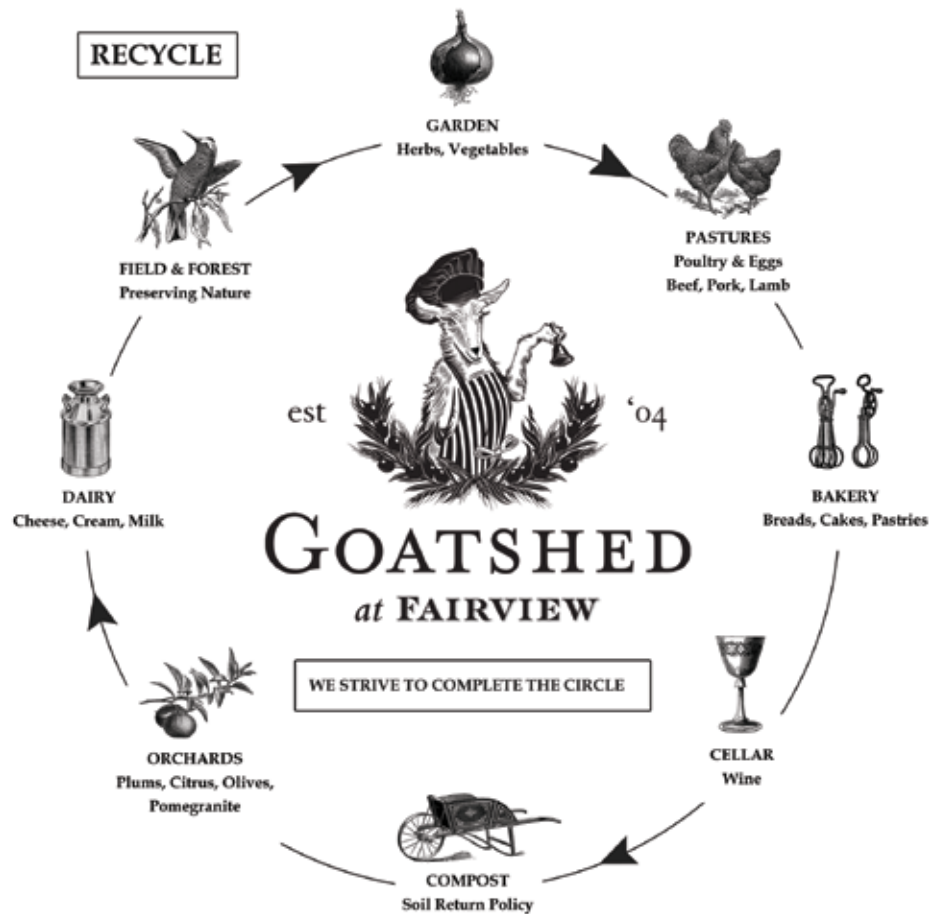 RECYCLE
GARDEN
Herbs, Vegetables
PASTURES
Poultry & Eggs
Beef, Pork, Lamb
FIELD & FOREST
Preserving Nature
est
'04
DAIRY
Cheese, Cream, Milk
BAKERY
Breads, Cakes, Pastries
GOATSHED
at FAIRVIEW
WE STRIVE TO COMPLETE THE CIRCLE
ORCHARDS
Plums, Citrus, Olives,
Pomegranite
CELLAR
Wine
COMPOST
Soil Return Policy